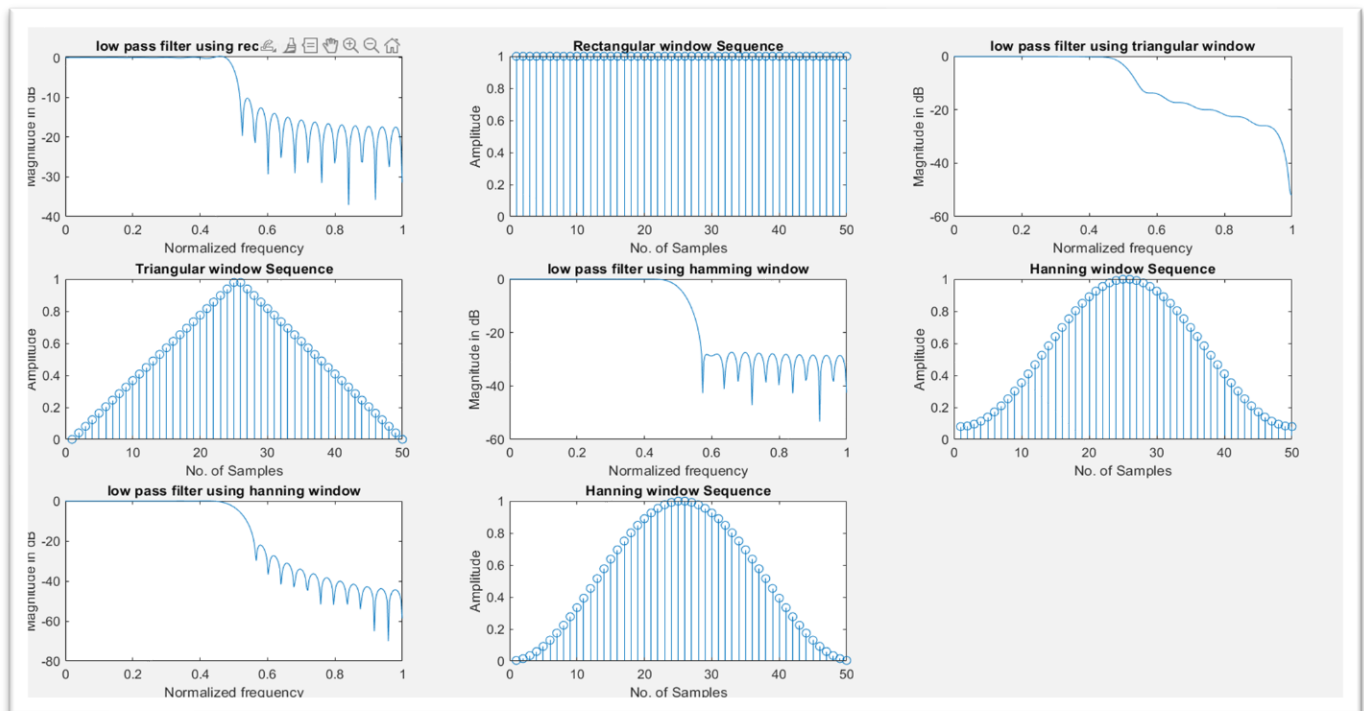 low pass filter using rec
0
-10
-20
-30
-40
Magnitude in dB
0 0.2 0.4 0.6 0.8 1
Normalized frequency
Rectangular window Sequence
1
0.8
0.6
0.4
0.2
0
Amplitude
0 10 20 30 40 50
No. of Samples
low pass filter using triangular window
0
-20
-40
-60
Magnitude in dB
0 0.2 0.4 0.6 0.8 1
Normalized frequency
Triangular window Sequence
1
0.8
0.6
0.4
0.2
0
Amplitude
0 10 20 30 40 50
No. of Samples
low pass filter using hamming window
0
-20
-40
-60
Magnitude in dB
0 0.2 0.4 0.6 0.8 1
Normalized frequency
Hanning window Sequence
1
0.8
0.6
0.4
0.2
0
Amplitude
0 10 20 30 40 50
No. of Samples
low pass filter using hanning window
0
-20
-40
-60
-80
Magnitude in dB
0 0.2 0.4 0.6 0.8 1
Normalized frequency
Hanning window Sequence
1
0.8
0.6
0.4
0.2
0
Amplitude
0 10 20 30 40 50
No. of Samples